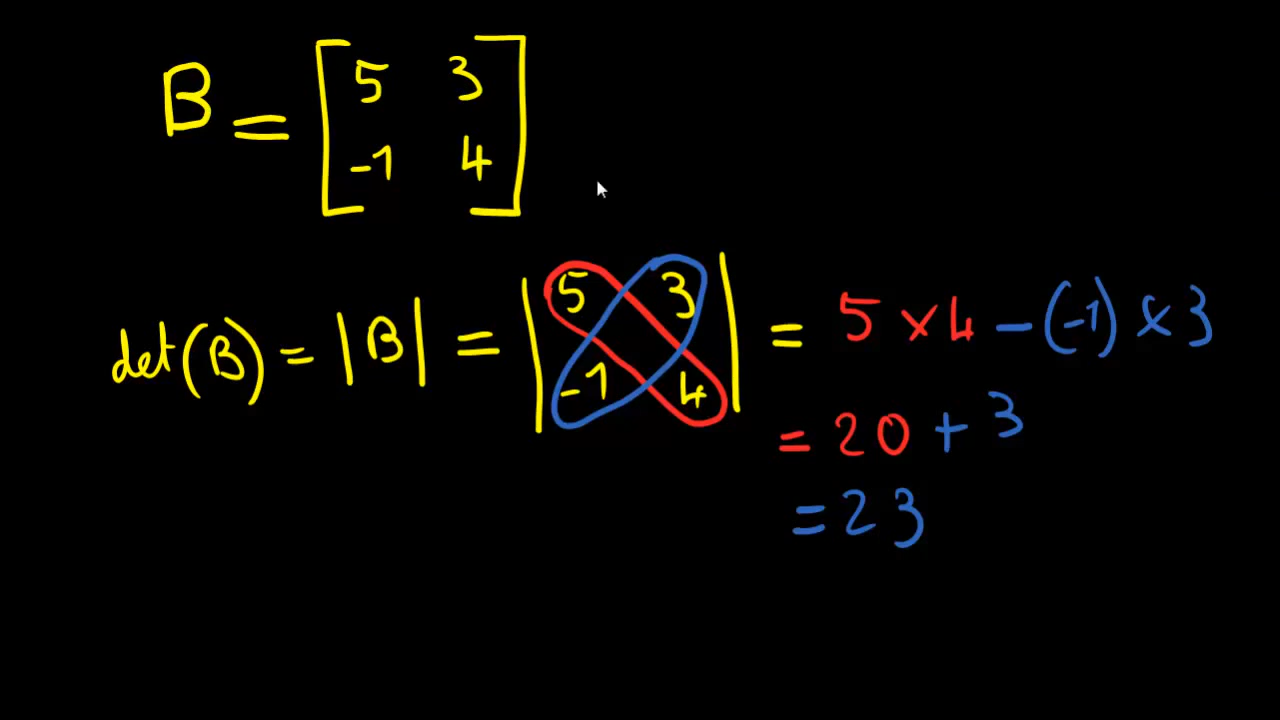 B = [ 5 3
-1 4 ]
det(B) = |B| = | 5 3 | = 5 × 4 - (-1) × 3
| -1 4 |
= 20 + 3
= 23